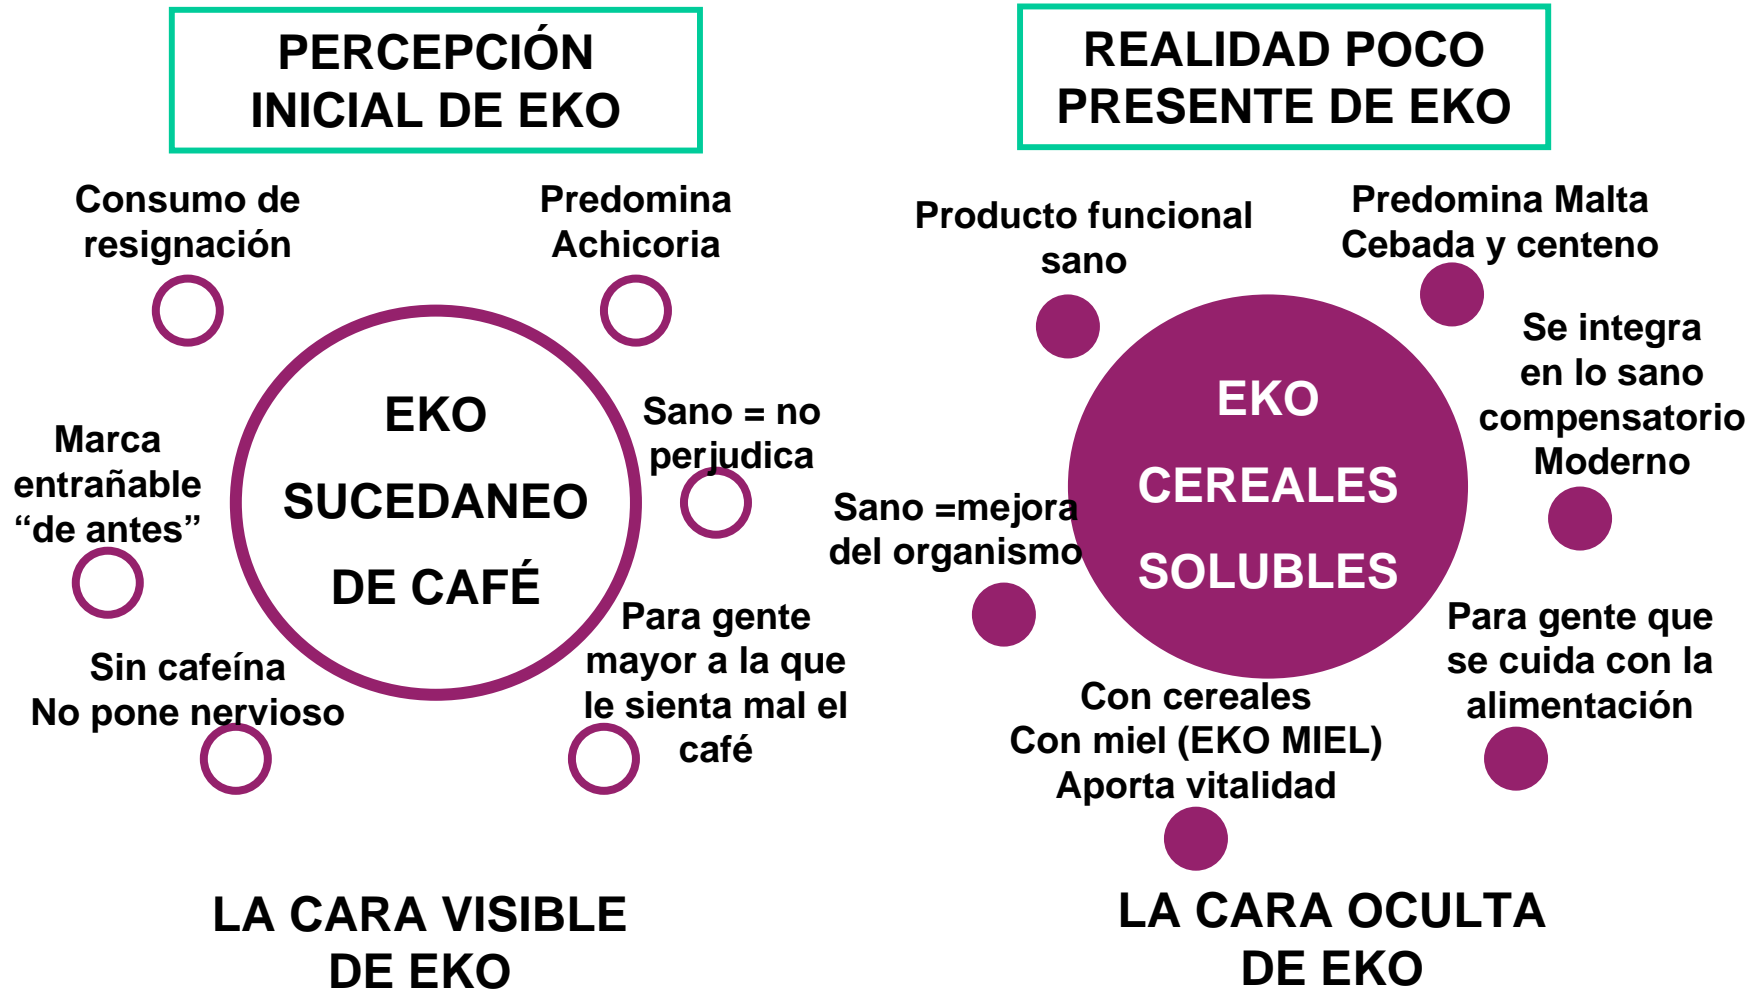 PERCEPCIÓN
INICIAL DE EKO
Consumo de
resignación
Predomina
Achicoria
EKO
SUCEDANEO
DE CAFÉ
Sano = no
perjudica
Marca
entrañable
“de antes”
Sin cafeína
No pone nervioso
Para gente
mayor a la que
le sienta mal el
café
LA CARA VISIBLE
DE EKO
REALIDAD POCO
PRESENTE DE EKO
Producto funcional
sano
Predomina Malta
Cebada y centeno
Se integra
en lo sano
compensatorio
Moderno
EKO
CEREALES
SOLUBLES
Sano =mejora
del organismo
Para gente que
se cuida con la
alimentación
Con cereales
Con miel (EKO MIEL)
Aporta vitalidad
LA CARA OCULTA
DE EKO